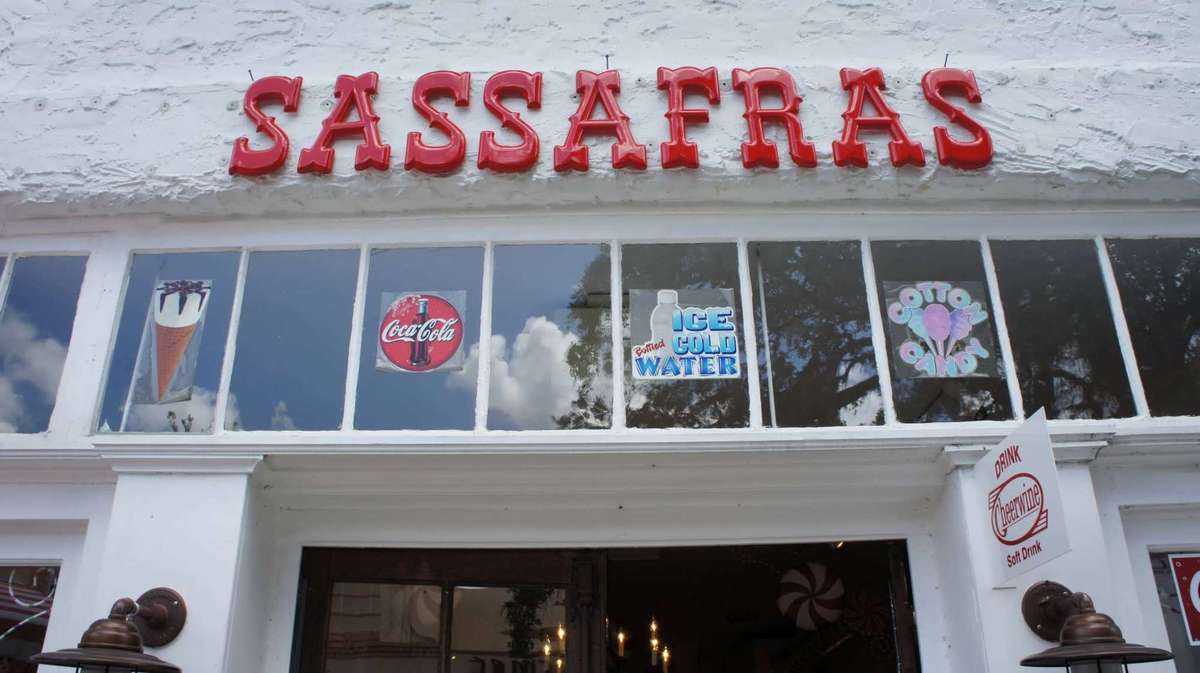 SASSAFRAS
Coca-Cola
Bottled
ICE
COLD
WATER
COTTON
CANDY
DRINK
Cheerwine
Soft Drink